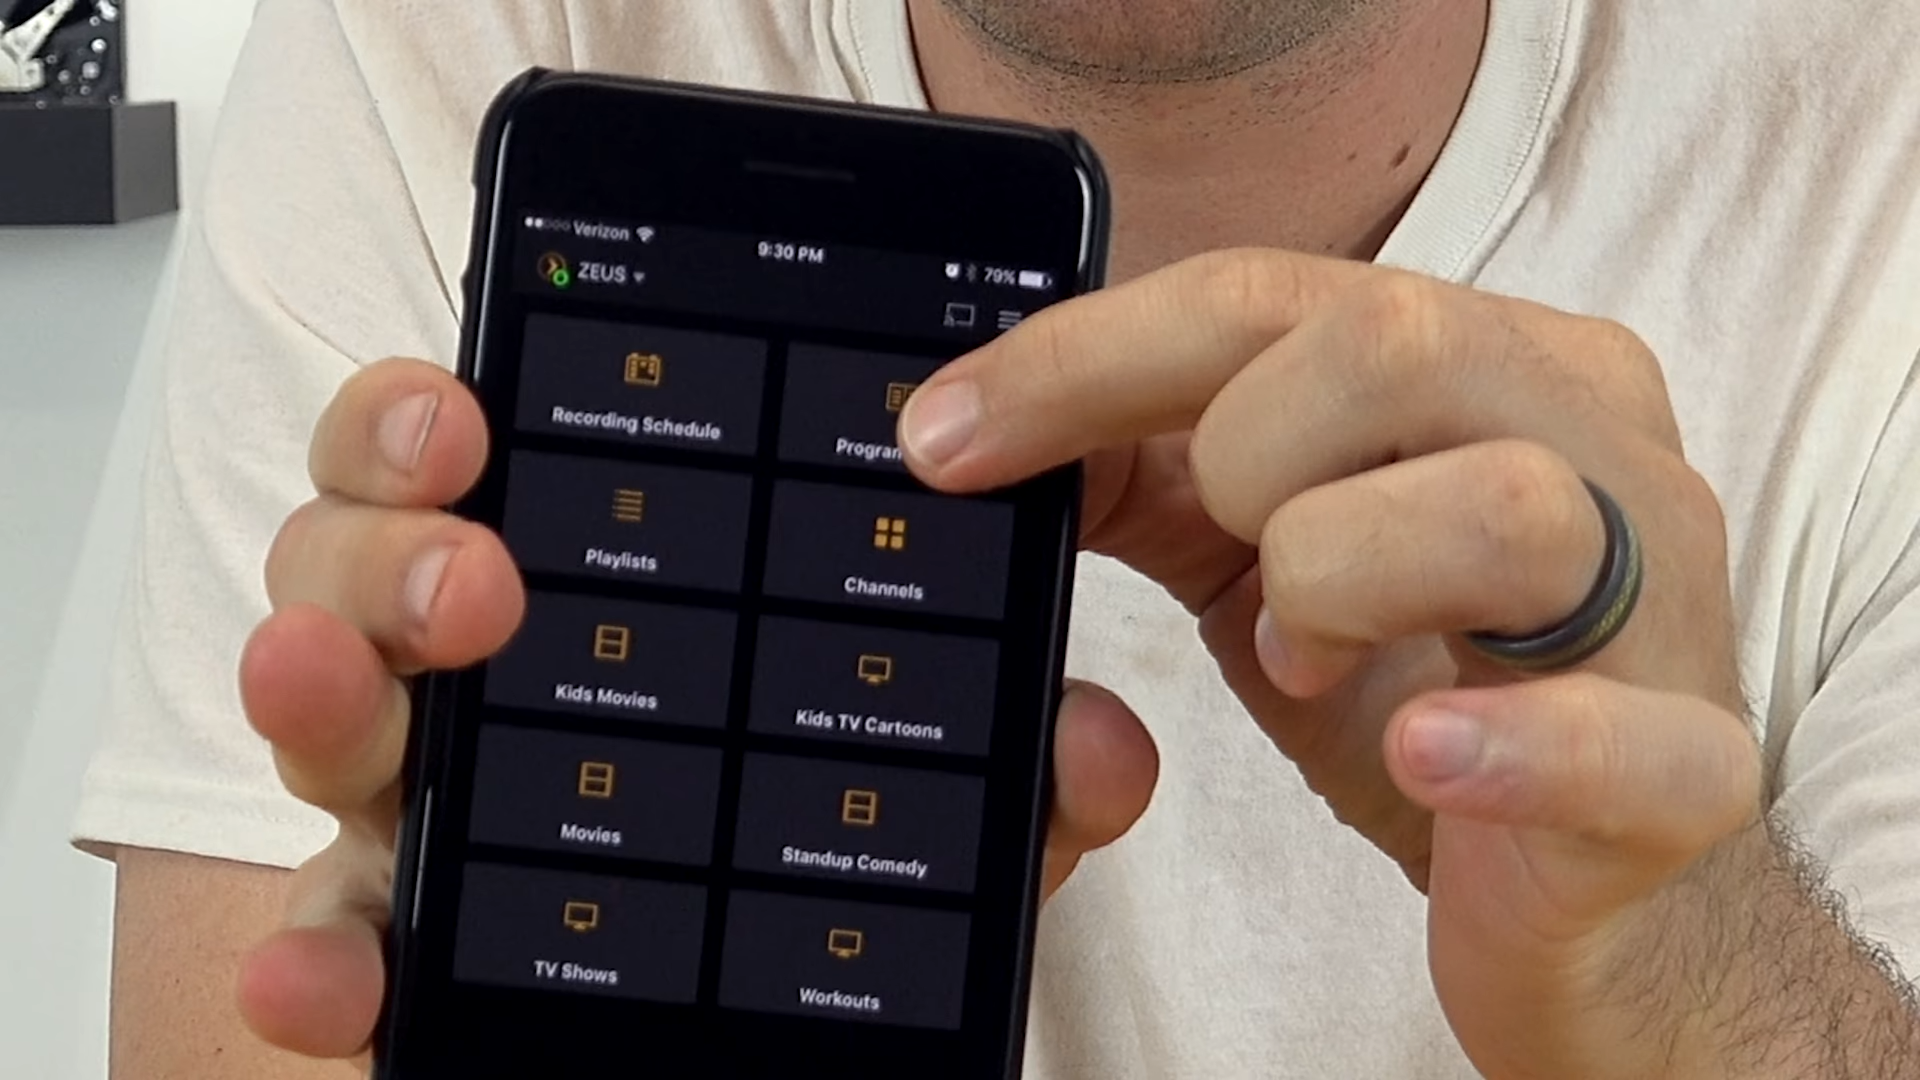 Verizon
9:30 PM
79%
ZEUS
Recording Schedule
Playlists
Channels
Kids Movies
Kids TV Cartoons
Movies
Standup Comedy
TV Shows
Workouts